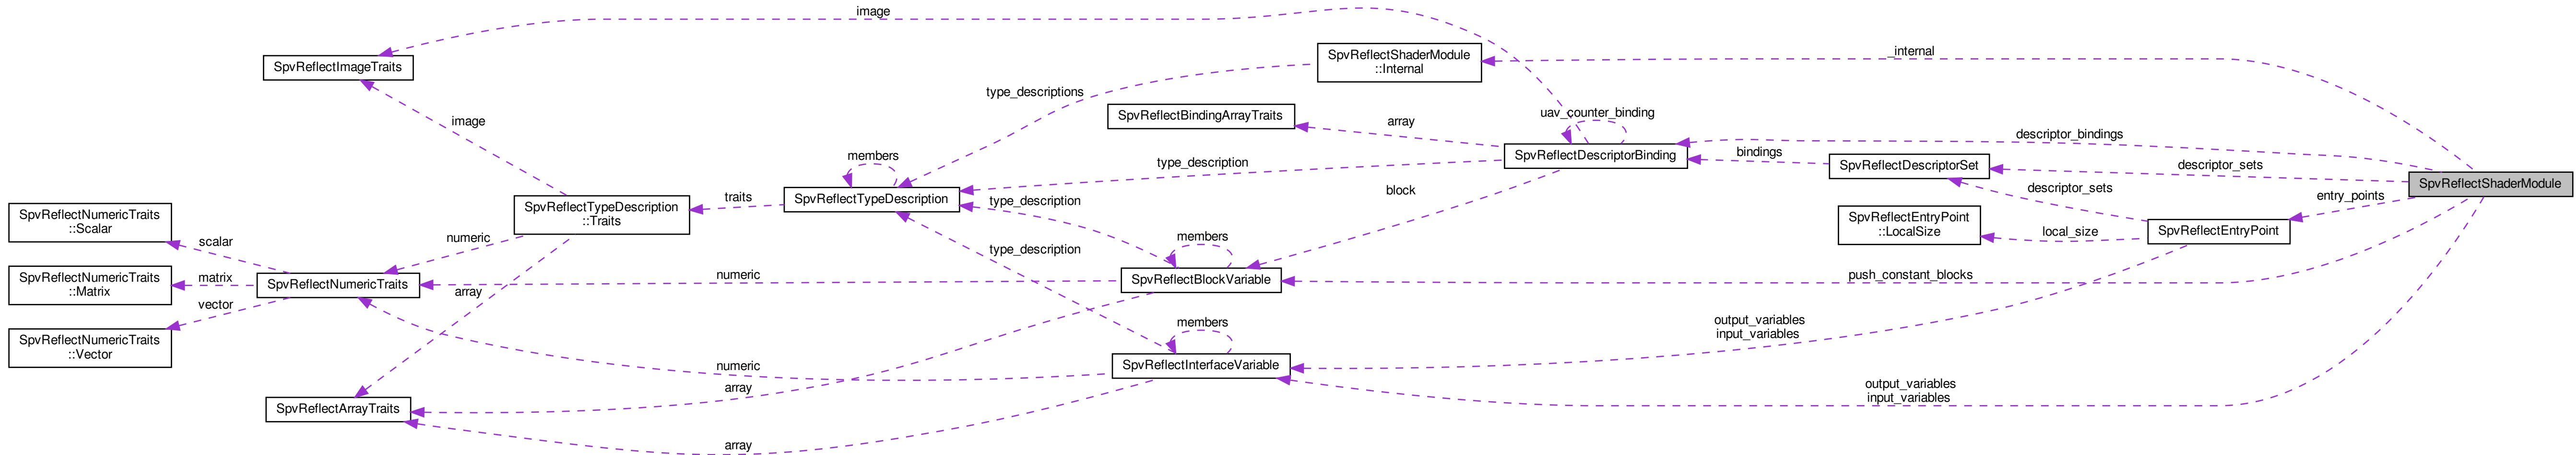 image
SpvReflectImageTraits
SpvReflectShaderModule
::Internal
_internal
type_descriptions
SpvReflectBindingArrayTraits
array
uav_counter_binding
image
descriptor_bindings
members
type_description
SpvReflectDescriptorBinding
bindings
SpvReflectDescriptorSet
descriptor_sets
SpvReflectShaderModule
descriptor_sets
entry_points
block
traits
SpvReflectTypeDescription
type_description
SpvReflectTypeDescription
::Traits
SpvReflectNumericTraits
::Scalar
scalar
numeric
SpvReflectEntryPoint
::LocalSize
local_size
SpvReflectEntryPoint
members
type_description
SpvReflectNumericTraits
::Matrix
matrix
SpvReflectNumericTraits
numeric
SpvReflectBlockVariable
push_constant_blocks
array
vector
SpvReflectNumericTraits
::Vector
members
output_variables
input_variables
numeric
SpvReflectInterfaceVariable
array
output_variables
input_variables
SpvReflectArrayTraits
array